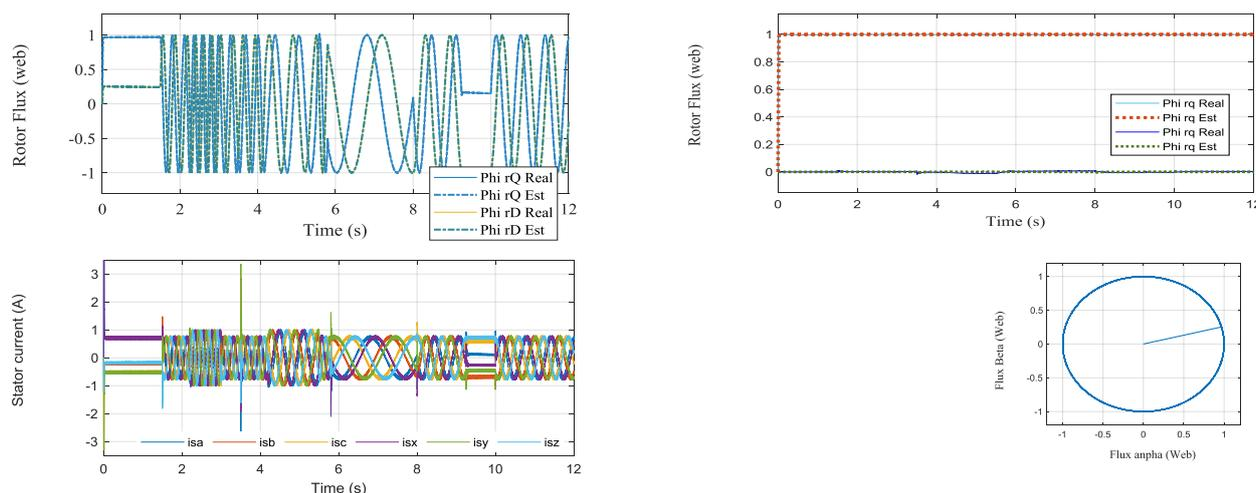 Rotor Flux (web)
1
0.5
0
-0.5
-1
0 2 4 6 8 12
Time (s)
Phi rQ Real
Phi rQ Est
Phi rD Real
Phi rD Est
Rotor Flux (web)
1
0.8
0.6
0.4
0.2
0
0 2 4 6 8 10 12
Time (s)
Phi rq Real
Phi rq Est
Phi rq Real
Phi rq Est
Stator current (A)
3
2
1
0
-1
-2
-3
isa isb isc isx isy isz
0 2 4 6 8 10 12
Time (s)
Flux Beta (Web)
1
0.5
0
-0.5
-1
-1 -0.5 0 0.5 1
Flux anpha (Web)